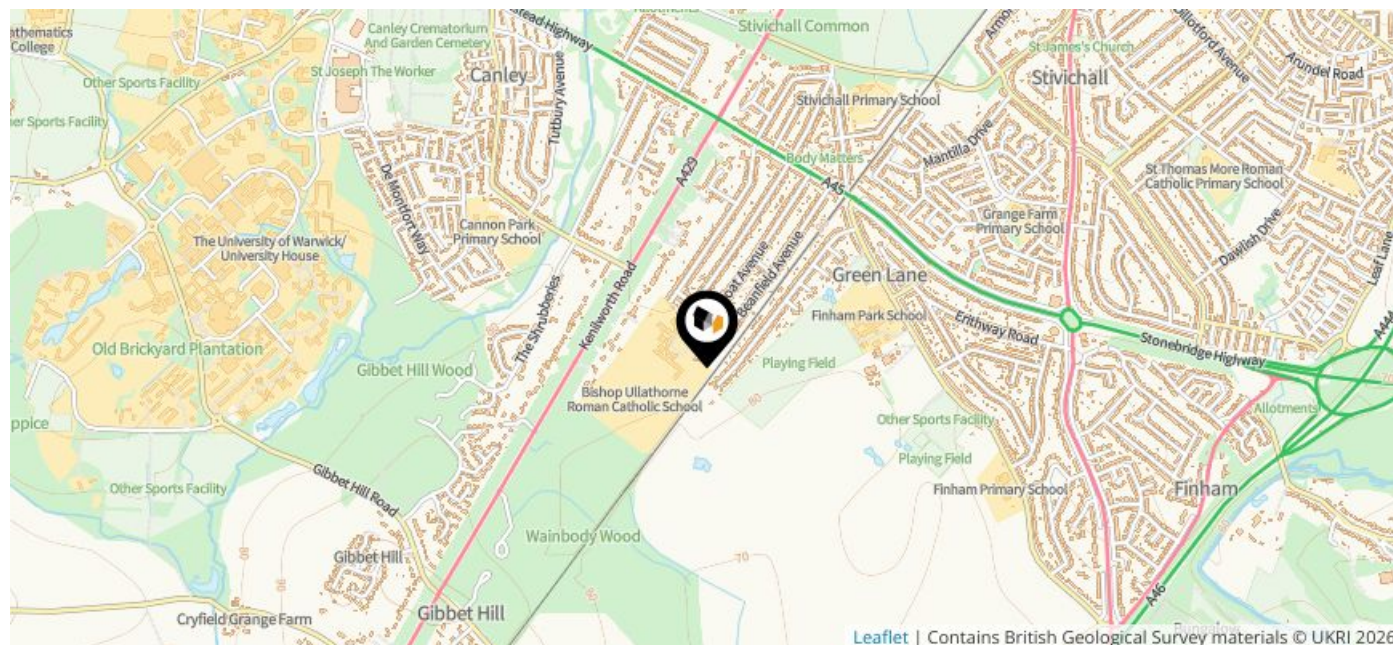 Allotments
Stivichall Common
Canley Crematorium
And Garden Cemetery
St Joseph The Worker
Canley
Tutbury Avenue
Other Sports Facility
De Montfort Way
The University of Warwick/
University House
Cannon Park
Primary School
A429
A45
Kenilworth Road
The Shrubberies
Old Brickyard Plantation
Gibbet Hill Wood
Bishop Ullathorne
Roman Catholic School
Beanfield Avenue
Body Matters
Stivichall Primary School
St James's Church
Stivichall
Arundel Road
Mantilla Drive
St Thomas More Roman
Catholic Primary School
Grange Farm
Primary School
Dawlish Drive
Leaf Lane
Green Lane
Finham Park School
Erithway Road
Stonebridge Highway
Playing Field
80
Other Sports Facility
Playing Field
Allotments
Finham Primary School
Finham
A46
Other Sports Facility
Gibbet Hill Road
Wainbody Wood
70
Gibbet Hill
Cryfield Grange Farm
Gibbet Hill
80
Leaflet | Contains British Geological Survey materials © UKRI 2026